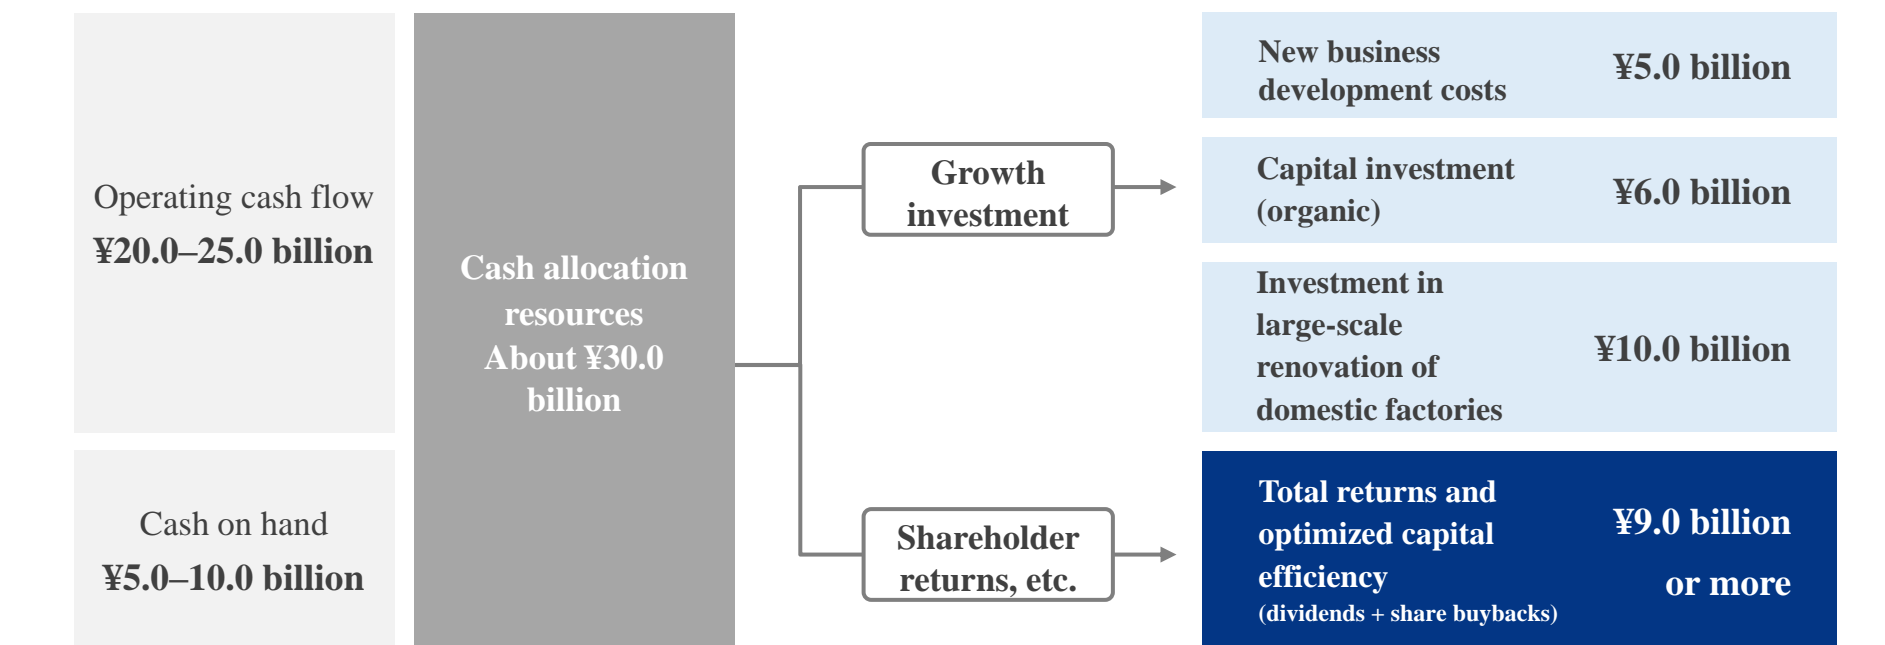 Operating cash flow
¥20.0–25.0 billion
Cash on hand
¥5.0–10.0 billion
Cash allocation
resources
About ¥30.0
billion
Growth
investment
Shareholder
returns, etc.
New business
development costs
¥5.0 billion
Capital investment
(organic)
¥6.0 billion
Investment in
large-scale
renovation of
domestic factories
¥10.0 billion
Total returns and
optimized capital
efficiency
(dividends + share buybacks)
¥9.0 billion
or more